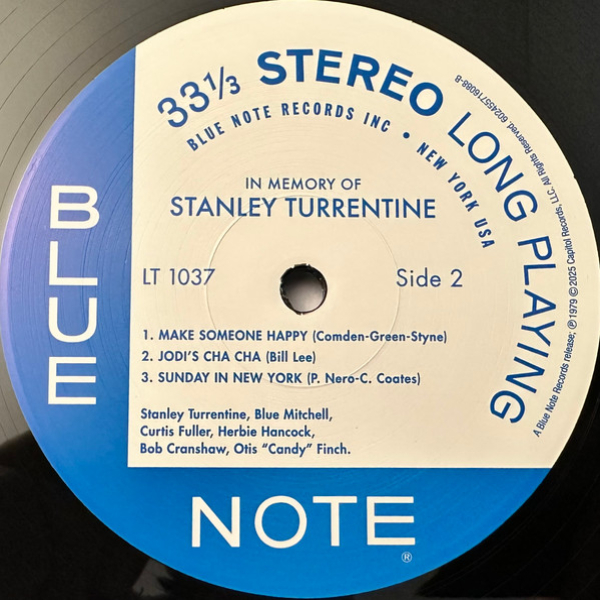 33⅓ STEREO LONG PLAYING
BLUE NOTE RECORDS INC • NEW YORK USA
IN MEMORY OF
STANLEY TURRENTINE
LT 1037 Side 2
1. MAKE SOMEONE HAPPY (Comden-Green-Styne)
2. JODI'S CHA CHA (Bill Lee)
3. SUNDAY IN NEW YORK (P. Nero-C. Coates)
Stanley Turrentine, Blue Mitchell,
Curtis Fuller, Herbie Hancock,
Bob Cranshaw, Otis "Candy" Finch.
BLUE
NOTE®
A Blue Note Records release; ℗ 1979 © 2025 Capitol Records, LLC. All Rights Reserved. 602455716088-B